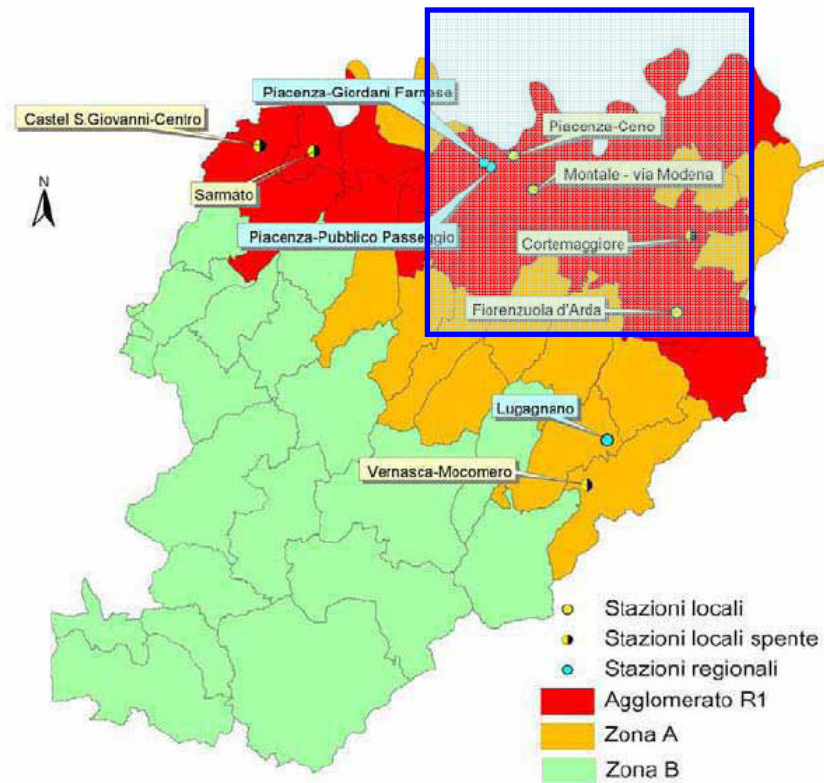 Piacenza-Giordani Farnese
Castel S.Giovanni-Centro
Piacenza-Ceno
Montale - via Modena
Sarmato
N
Piacenza-Pubblico Passeggio
Cortemaggiore
Fiorenzuola d'Arda
Lugagnano
Vernasca-Mocomero
Stazioni locali
Stazioni locali spente
Stazioni regionali
Agglomerato R1
Zona A
Zona B